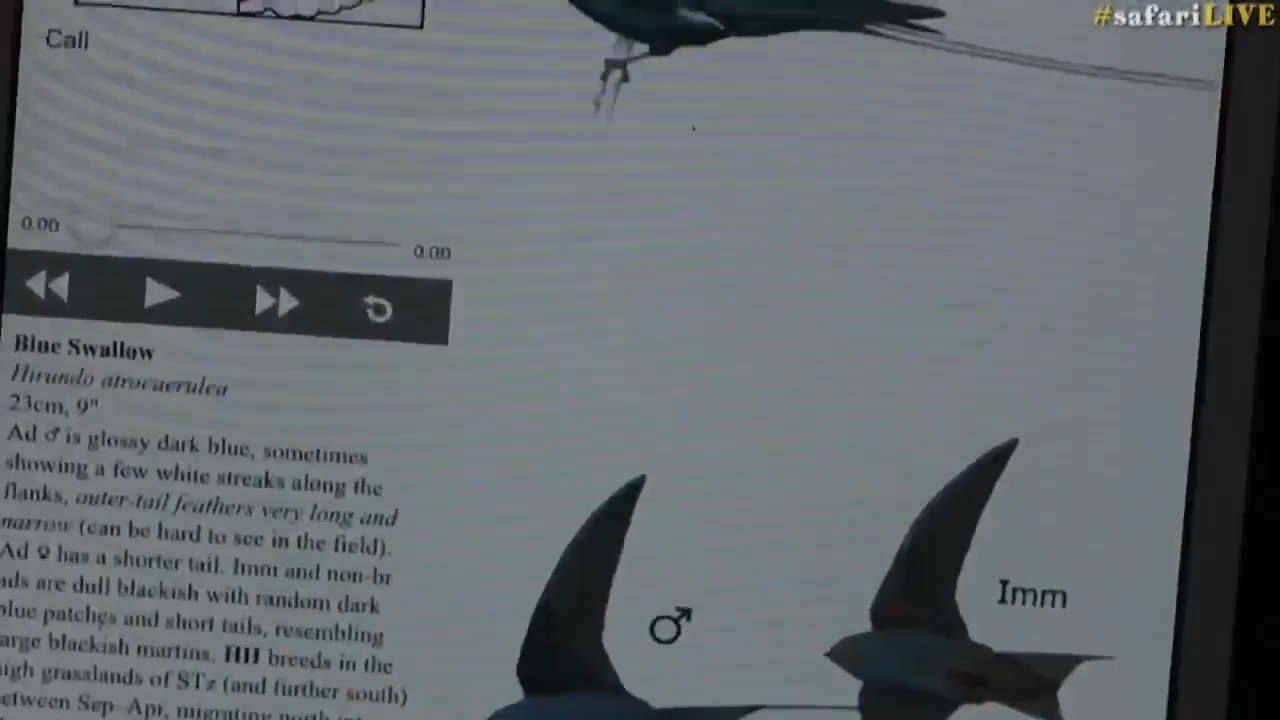 #safariLIVE
Call
0.00
0.00
Blue Swallow
Hirundo atrocaerulea
23cm, 9"
Ad ♂ is glossy dark blue, sometimes
showing a few white streaks along the
flanks, outer-tail feathers very long and
narrow (can be hard to see in the field).
Ad ♀ has a shorter tail. Imm and non-br
ads are dull blackish with random dark
blue patches and short tails, resembling
large blackish martins. HH breeds in the
high grasslands of STz (and further south)
between Sep-Apr, migrating north
♂
Imm